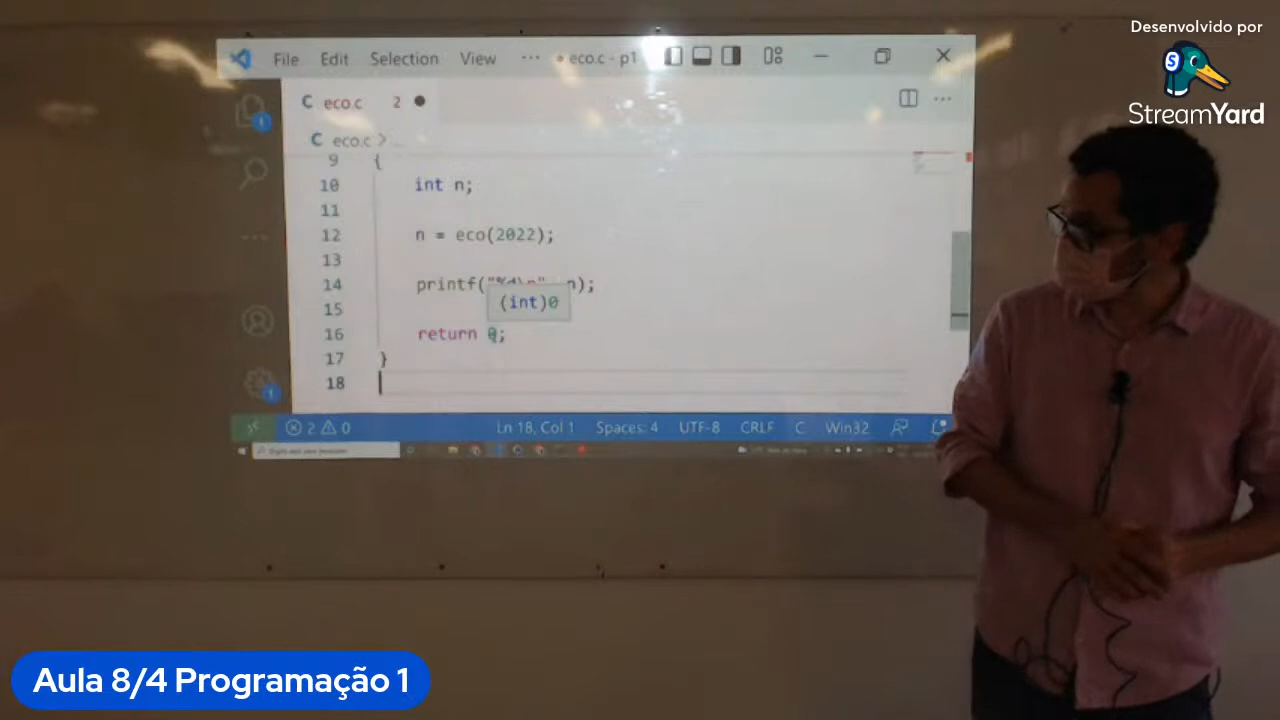 Desenvolvido por
StreamYard
File Edit Selection View ··· ● eco.c - p1
C eco.c 2 ●
C eco.c > ...
9 {
10 int n;
11
12 n = eco(2022);
13
14 printf("%d\n", n);
(int)0
15
16 return 0;
17 }
18
2 0 Ln 18, Col 1 Spaces: 4 UTF-8 CRLF C Win32
Aula 8/4 Programação 1